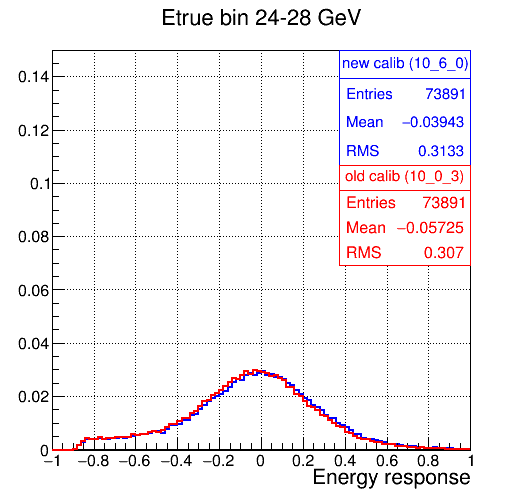 Etrue bin 24-28 GeV
new calib (10_6_0)
Entries 73891
Mean −0.03943
RMS 0.3133
old calib (10_0_3)
Entries 73891
Mean −0.05725
RMS 0.307
0.14
0.12
0.1
0.08
0.06
0.04
0.02
0
−1 −0.8 −0.6 −0.4 −0.2 0 0.2 0.4 0.6 0.8 1
Energy response